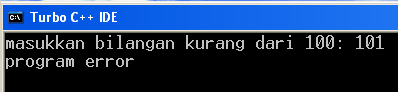 Turbo C++ IDE
masukkan bilangan kurang dari 100: 101
program error